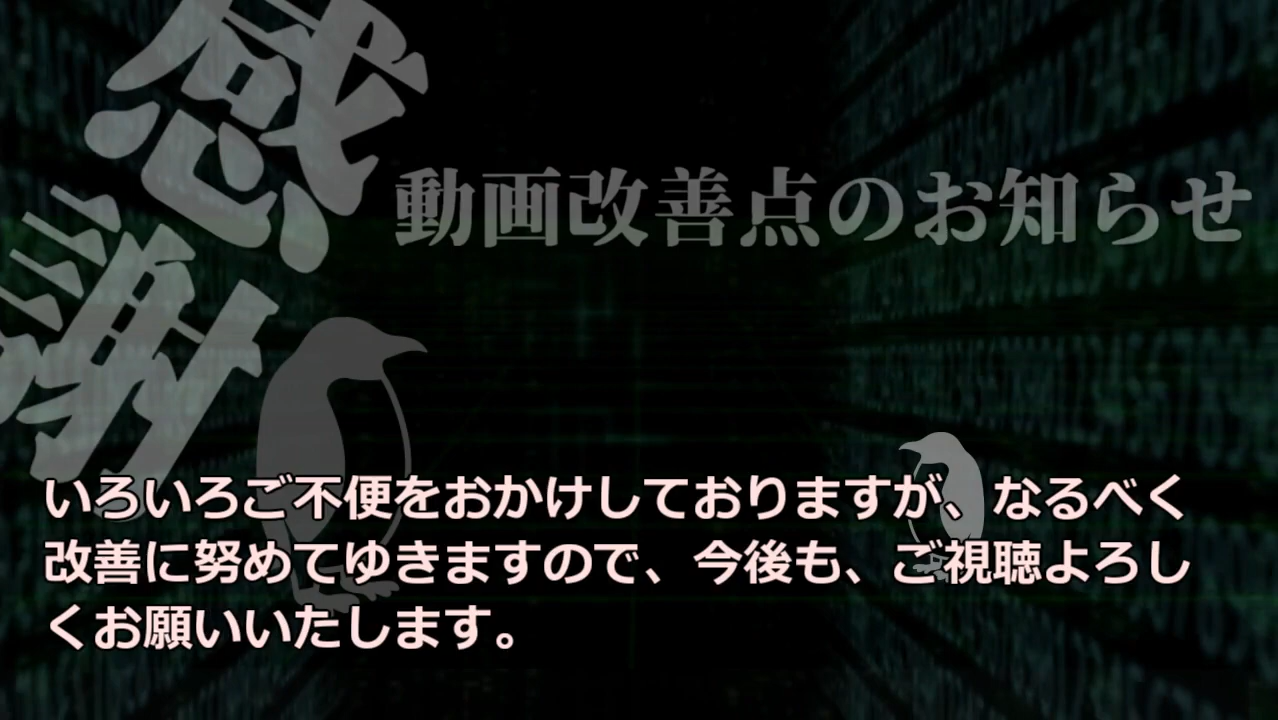 感謝
動画改善点のお知らせ
いろいろご不便をおかけしておりますが、なるべく
改善に努めてゆきますので、今後も、ご視聴よろし
くお願いいたします。